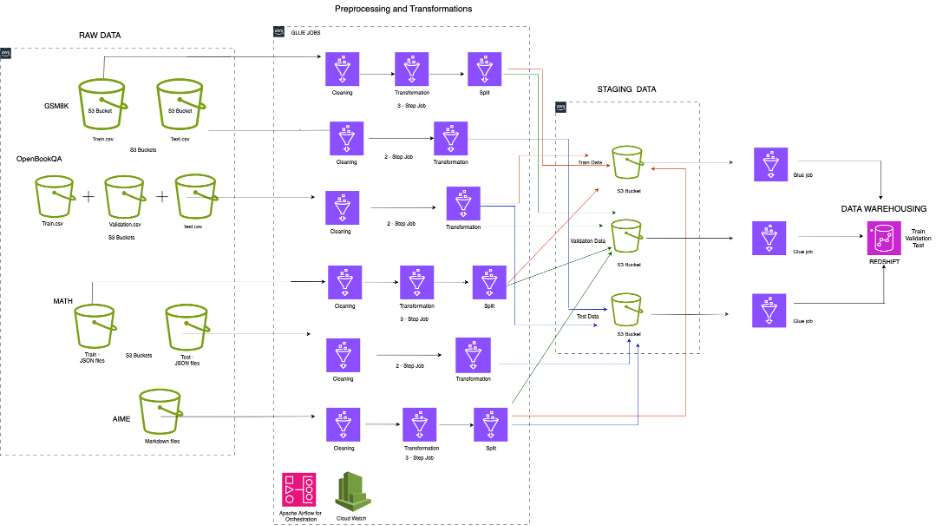 Preprocessing and Transformations
RAW DATA
aws
aws
GLUE JOBS
GSM8K
S3 Bucket
S3 Bucket
Train.csv
Test.csv
S3 Buckets
OpenBookQA
Train.csv
Validation.csv
test.csv
S3 Buckets
MATH
Train -
JSON files
S3 Buckets
Test -
JSON files
AIME
Markdown files
Cleaning
Transformation
Split
3 - Step Job
Cleaning
2 - Step Job
Transformation
Cleaning
2 - Step Job
Transformation
Cleaning
Transformation
Split
3 - Step Job
Cleaning
2 - Step Job
Transformation
Cleaning
Transformation
Split
3 - Step Job
Apache Airflow for
Orchestration
Cloud Watch
STAGING DATA
aws
Train Data
S3 Bucket
Validation Data
S3 Bucket
Test Data
S3 Bucket
Glue job
Glue job
Glue job
DATA WAREHOUSING
REDSHIFT
Train
Validation
Test